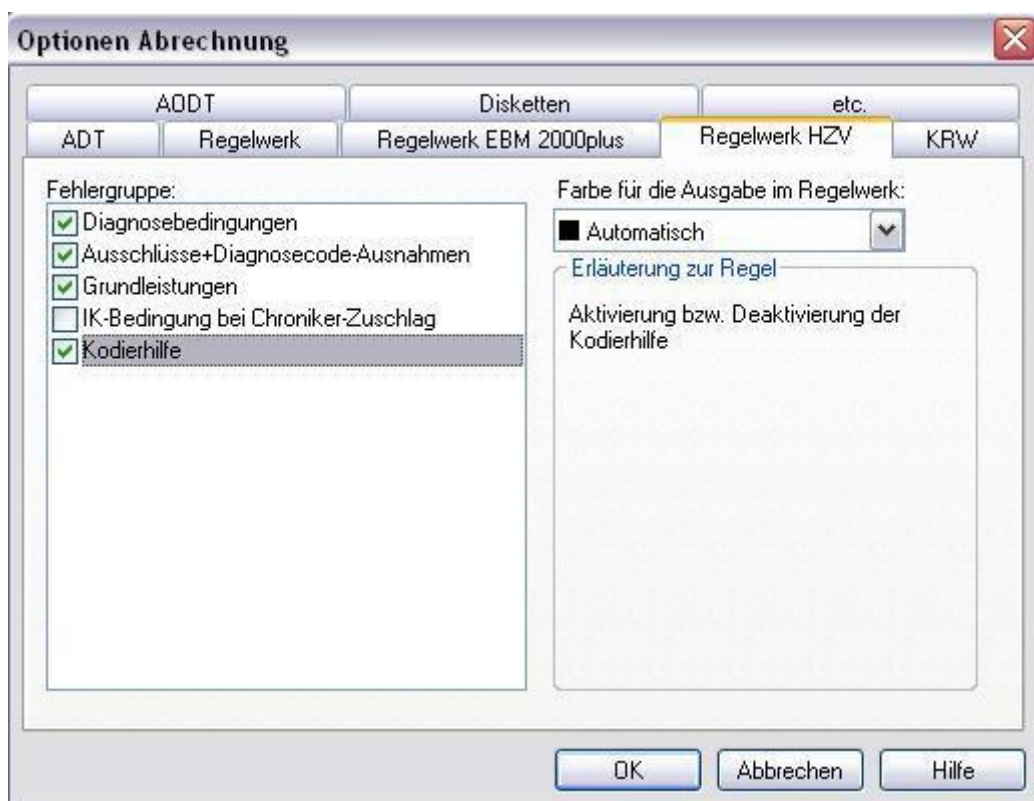 Optionen Abrechnung
AODT Disketten etc.
ADT Regelwerk Regelwerk EBM 2000plus Regelwerk HZV KRW
Fehlergruppe:
Diagnosebedingungen
Ausschlüsse+Diagnosecode-Ausnahmen
Grundleistungen
IK-Bedingung bei Chroniker-Zuschlag
Kodierhilfe
Farbe für die Ausgabe im Regelwerk:
Automatisch
Erläuterung zur Regel
Aktivierung bzw. Deaktivierung der
Kodierhilfe
OK Abbrechen Hilfe